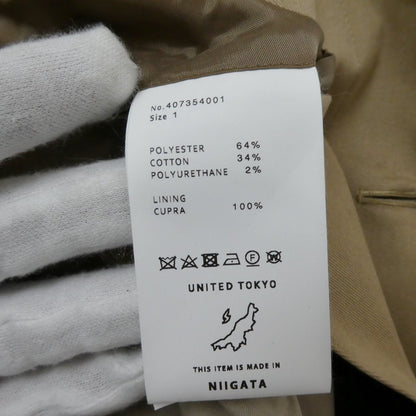 No.407354001
Size 1
POLYESTER 64%
COTTON 34%
POLYURETHANE 2%
LINING
CUPRA 100%
UNITED TOKYO
THIS ITEM IS MADE IN
NIIGATA